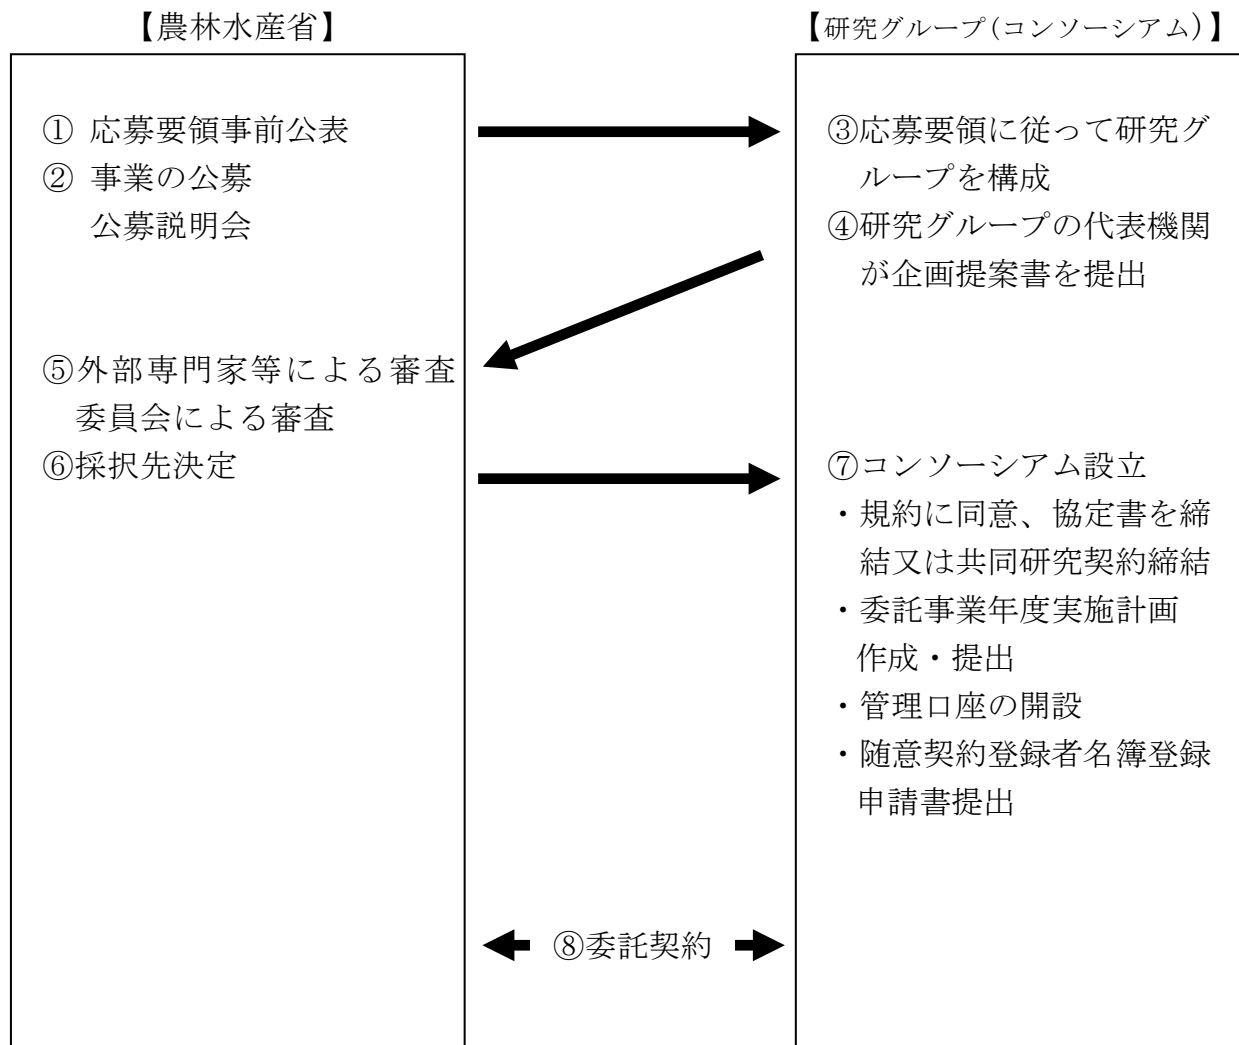 【農林水産省】
① 応募要領事前公表
② 事業の公募
公募説明会
⑤外部専門家等による審査
委員会による審査
⑥採択先決定
【研究グループ(コンソーシアム)】
③応募要領に従って研究グ
ループを構成
④研究グループの代表機関
が企画提案書を提出
⑦コンソーシアム設立
・規約に同意、協定書を締
結又は共同研究契約締結
・委託事業年度実施計画
作成・提出
・管理口座の開設
・随意契約登録者名簿登録
申請書提出
⑧委託契約